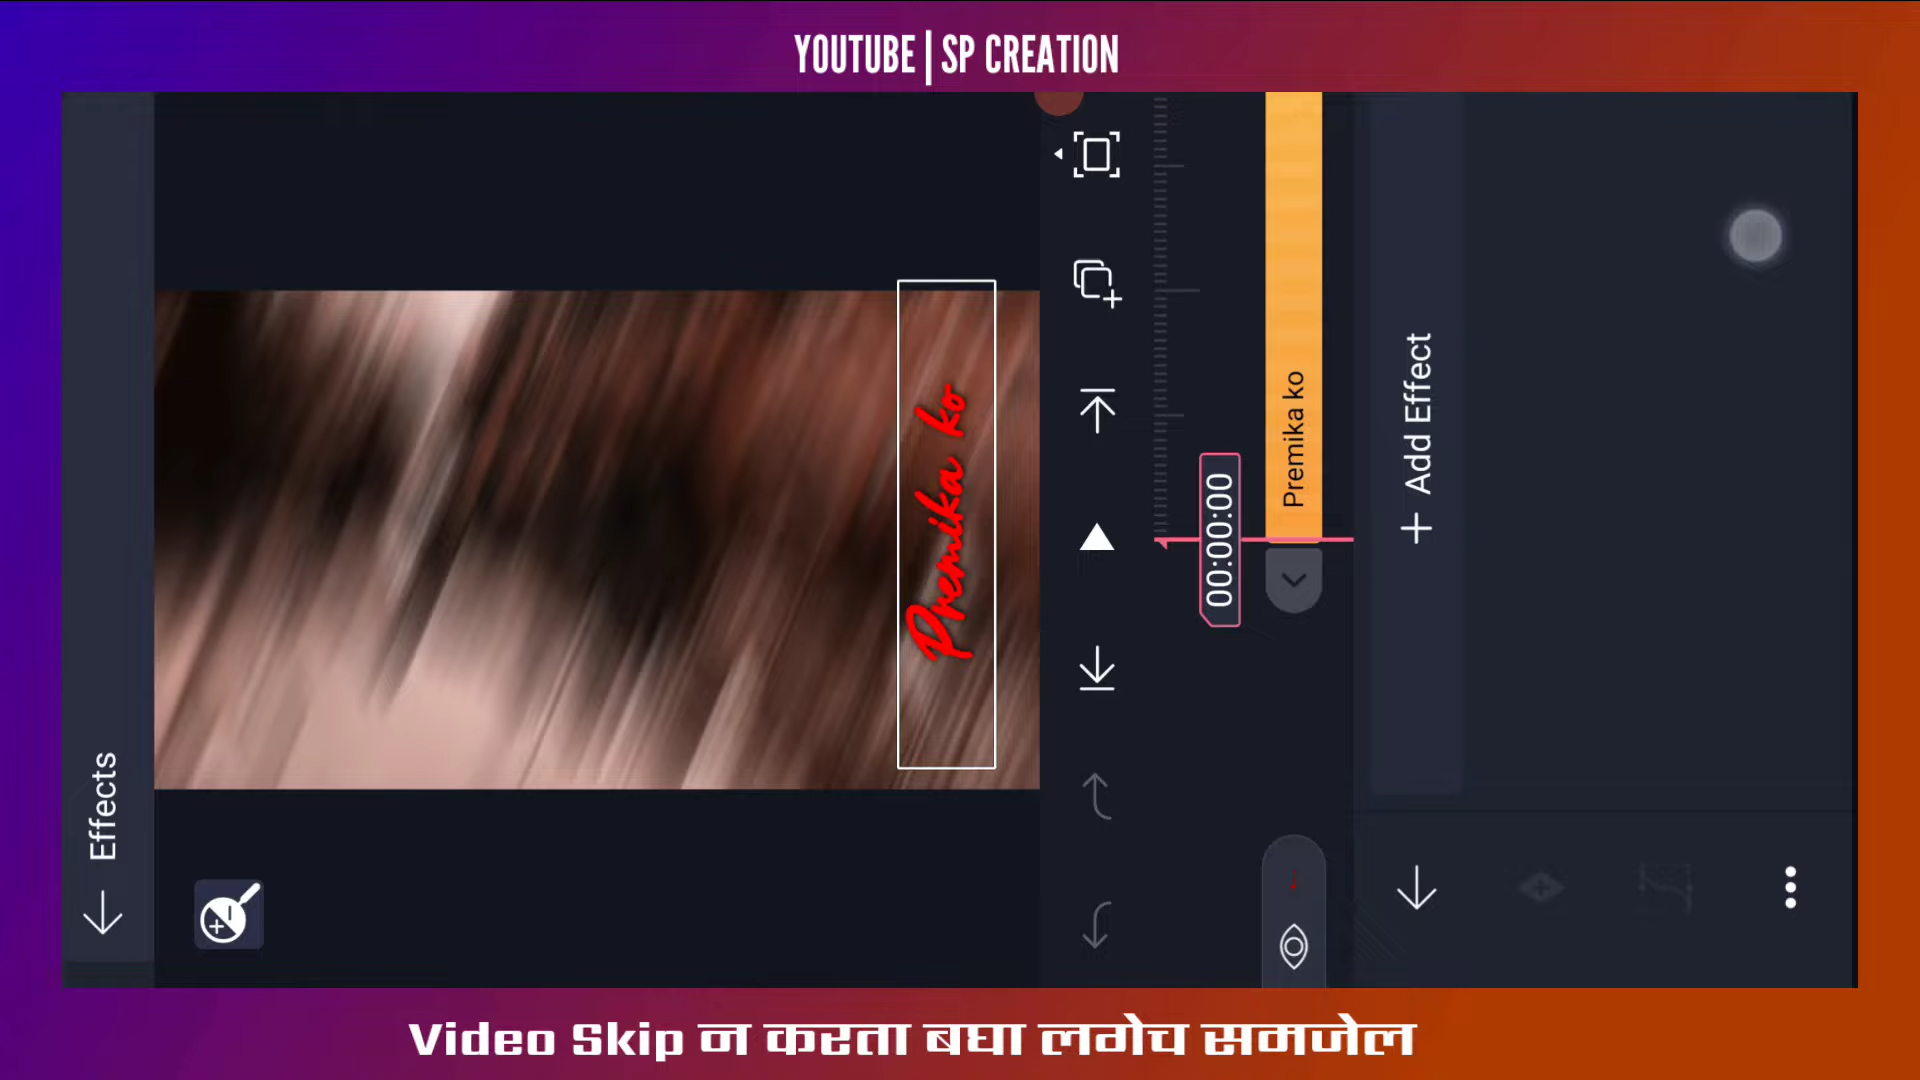 YOUTUBE | SP CREATION
Effects
Premika ko
00:00:00
Premika ko
+ Add Effect
Video Skip न करता बघा लगेच समजेल